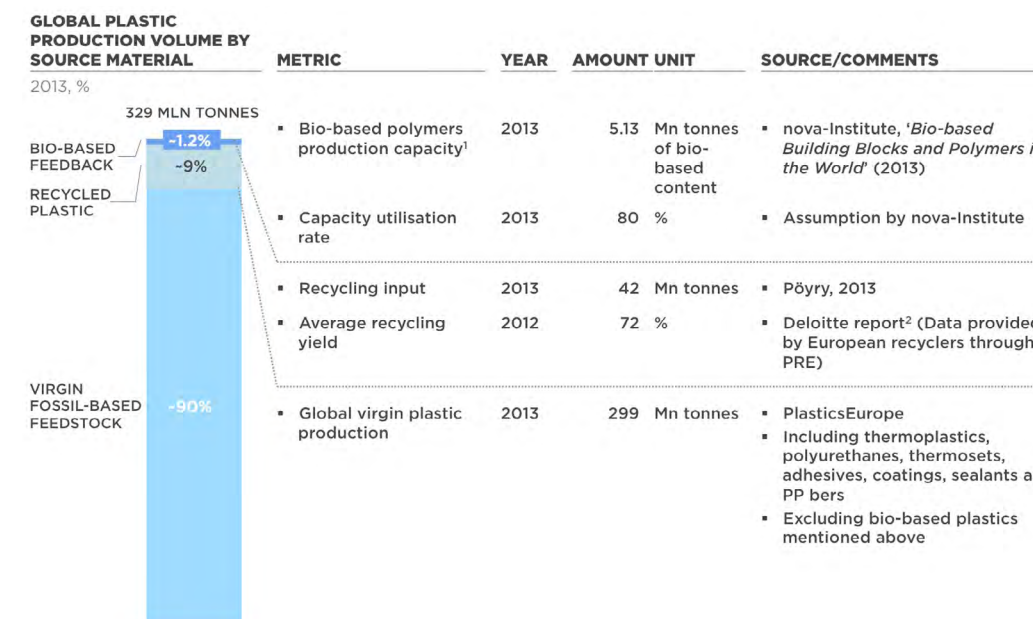 GLOBAL PLASTIC
PRODUCTION VOLUME BY
SOURCE MATERIAL
2013, %
329 MLN TONNES
BIO-BASED
FEEDBACK
~1.2%
RECYCLED
PLASTIC
~9%
VIRGIN
FOSSIL-BASED
FEEDSTOCK
~90%
METRIC YEAR AMOUNT UNIT SOURCE/COMMENTS
▪ Bio-based polymers 2013 5.13 Mn tonnes ▪ nova-Institute, ‘Bio-based
production capacity¹ of bio- Building Blocks and Polymers i
based the World’ (2013)
content
▪ Capacity utilisation 2013 80 % ▪ Assumption by nova-Institute
rate
▪ Recycling input 2013 42 Mn tonnes ▪ Pöyry, 2013
▪ Average recycling 2012 72 % ▪ Deloitte report² (Data provided
yield by European recyclers through
PRE)
▪ Global virgin plastic 2013 299 Mn tonnes ▪ PlasticsEurope
production ▪ Including thermoplastics,
polyurethanes, thermosets,
adhesives, coatings, sealants a
PP bers
▪ Excluding bio-based plastics
mentioned above